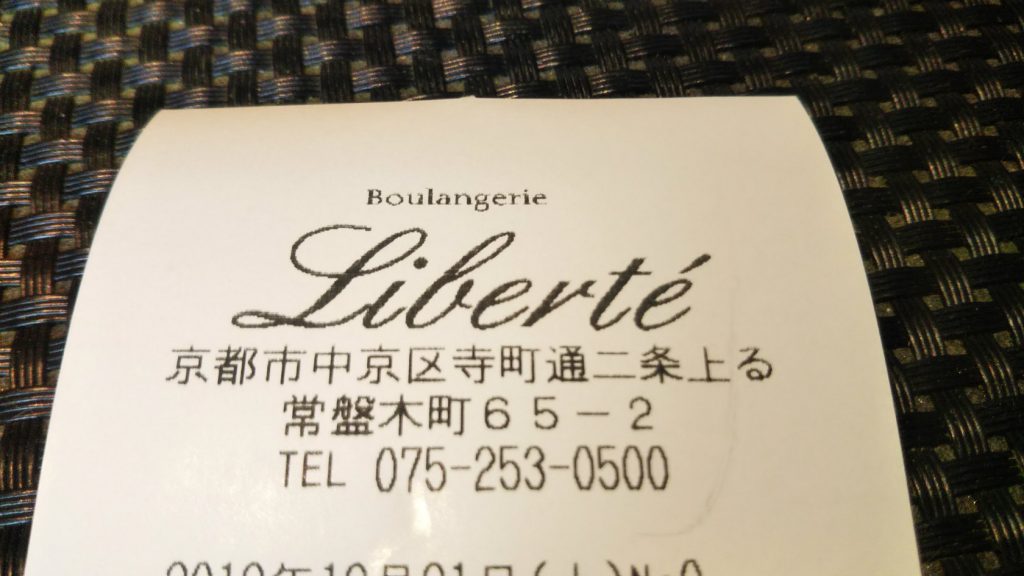 Boulangerie
Liberté
京都市中京区寺町通二条上る
常盤木町65-2
TEL 075-253-0500